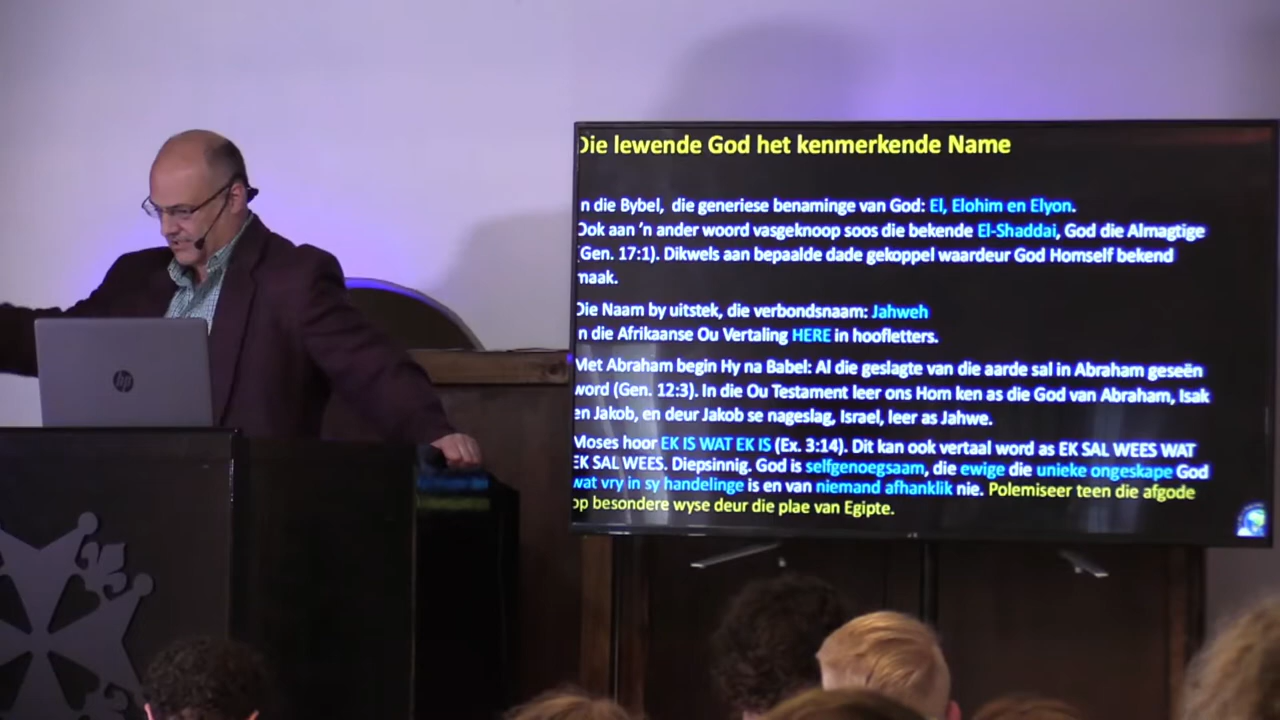 Die lewende God het kenmerkende Name
n die Bybel, die generiese benaminge van God: El, Elohim en Elyon.
Ook aan 'n ander woord vasgeknoop soos die bekende El-Shaddai, God die Almagtige
(Gen. 17:1). Dikwels aan bepaalde dade gekoppel waardeur God Homself bekend
maak.
Die Naam by uitstek, die verbondsnaam: Jahweh
n die Afrikaanse Ou Vertaling HERE in hoofletters.
Met Abraham begin Hy na Babel: Al die geslagte van die aarde sal in Abraham geseën
word (Gen. 12:3). In die Ou Testament leer ons Hom ken as die God van Abraham, Isak
en Jakob, en deur Jakob se nageslag, Israel, leer as Jahwe.
Moses hoor EK IS WAT EK IS (Ex. 3:14). Dit kan ook vertaal word as EK SAL WEES WAT
EK SAL WEES. Diepsinnig. God is selfgenoegsaam, die ewige die unieke ongeskape God
wat vry in sy handelinge is en van niemand afhanklik nie. Polemiseer teen die afgode
op besondere wyse deur die plae van Egipte.
hp